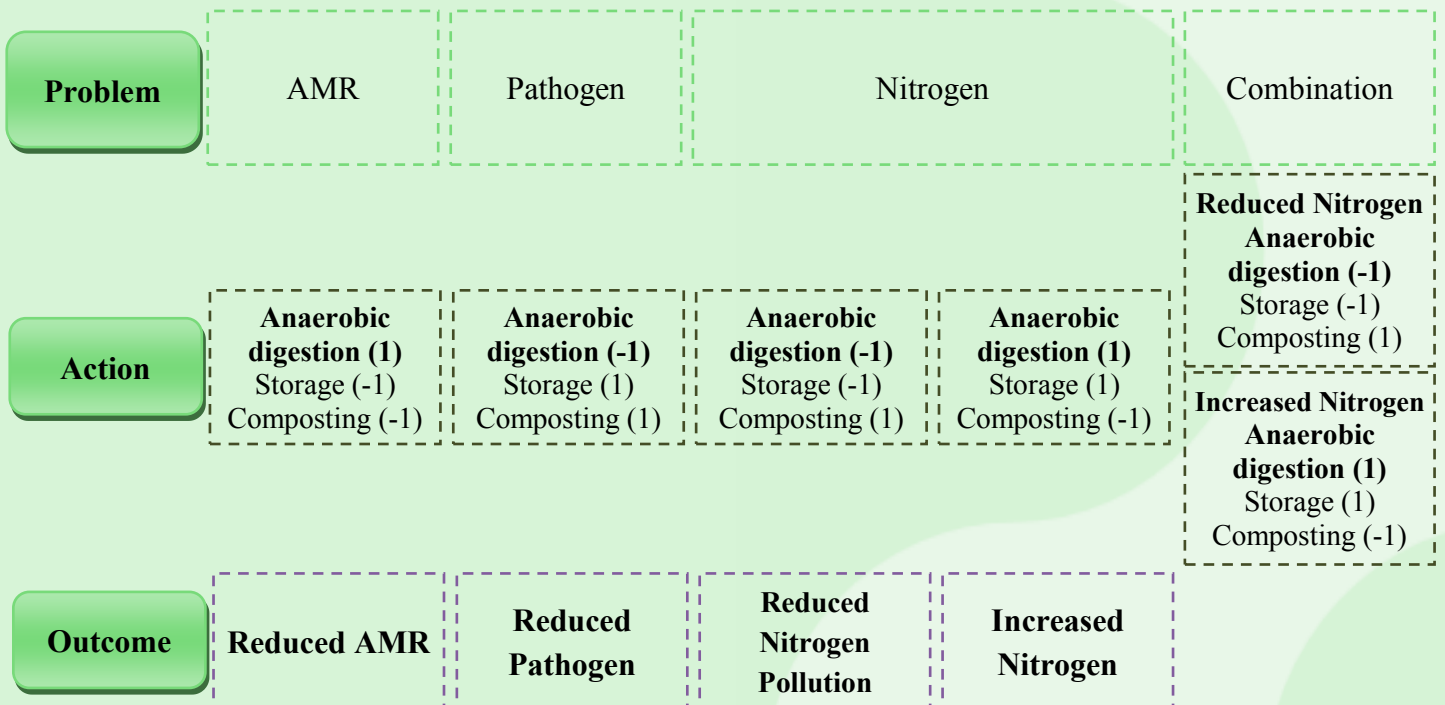 Problem
AMR
Pathogen
Nitrogen
Combination
Action
Anaerobic
digestion (1)
Storage (-1)
Composting (-1)
Anaerobic
digestion (-1)
Storage (1)
Composting (1)
Anaerobic
digestion (-1)
Storage (-1)
Composting (1)
Anaerobic
digestion (1)
Storage (1)
Composting (-1)
Reduced Nitrogen
Anaerobic
digestion (-1)
Storage (-1)
Composting (1)
Increased Nitrogen
Anaerobic
digestion (1)
Storage (1)
Composting (-1)
Outcome
Reduced AMR
Reduced
Pathogen
Reduced
Nitrogen
Pollution
Increased
Nitrogen